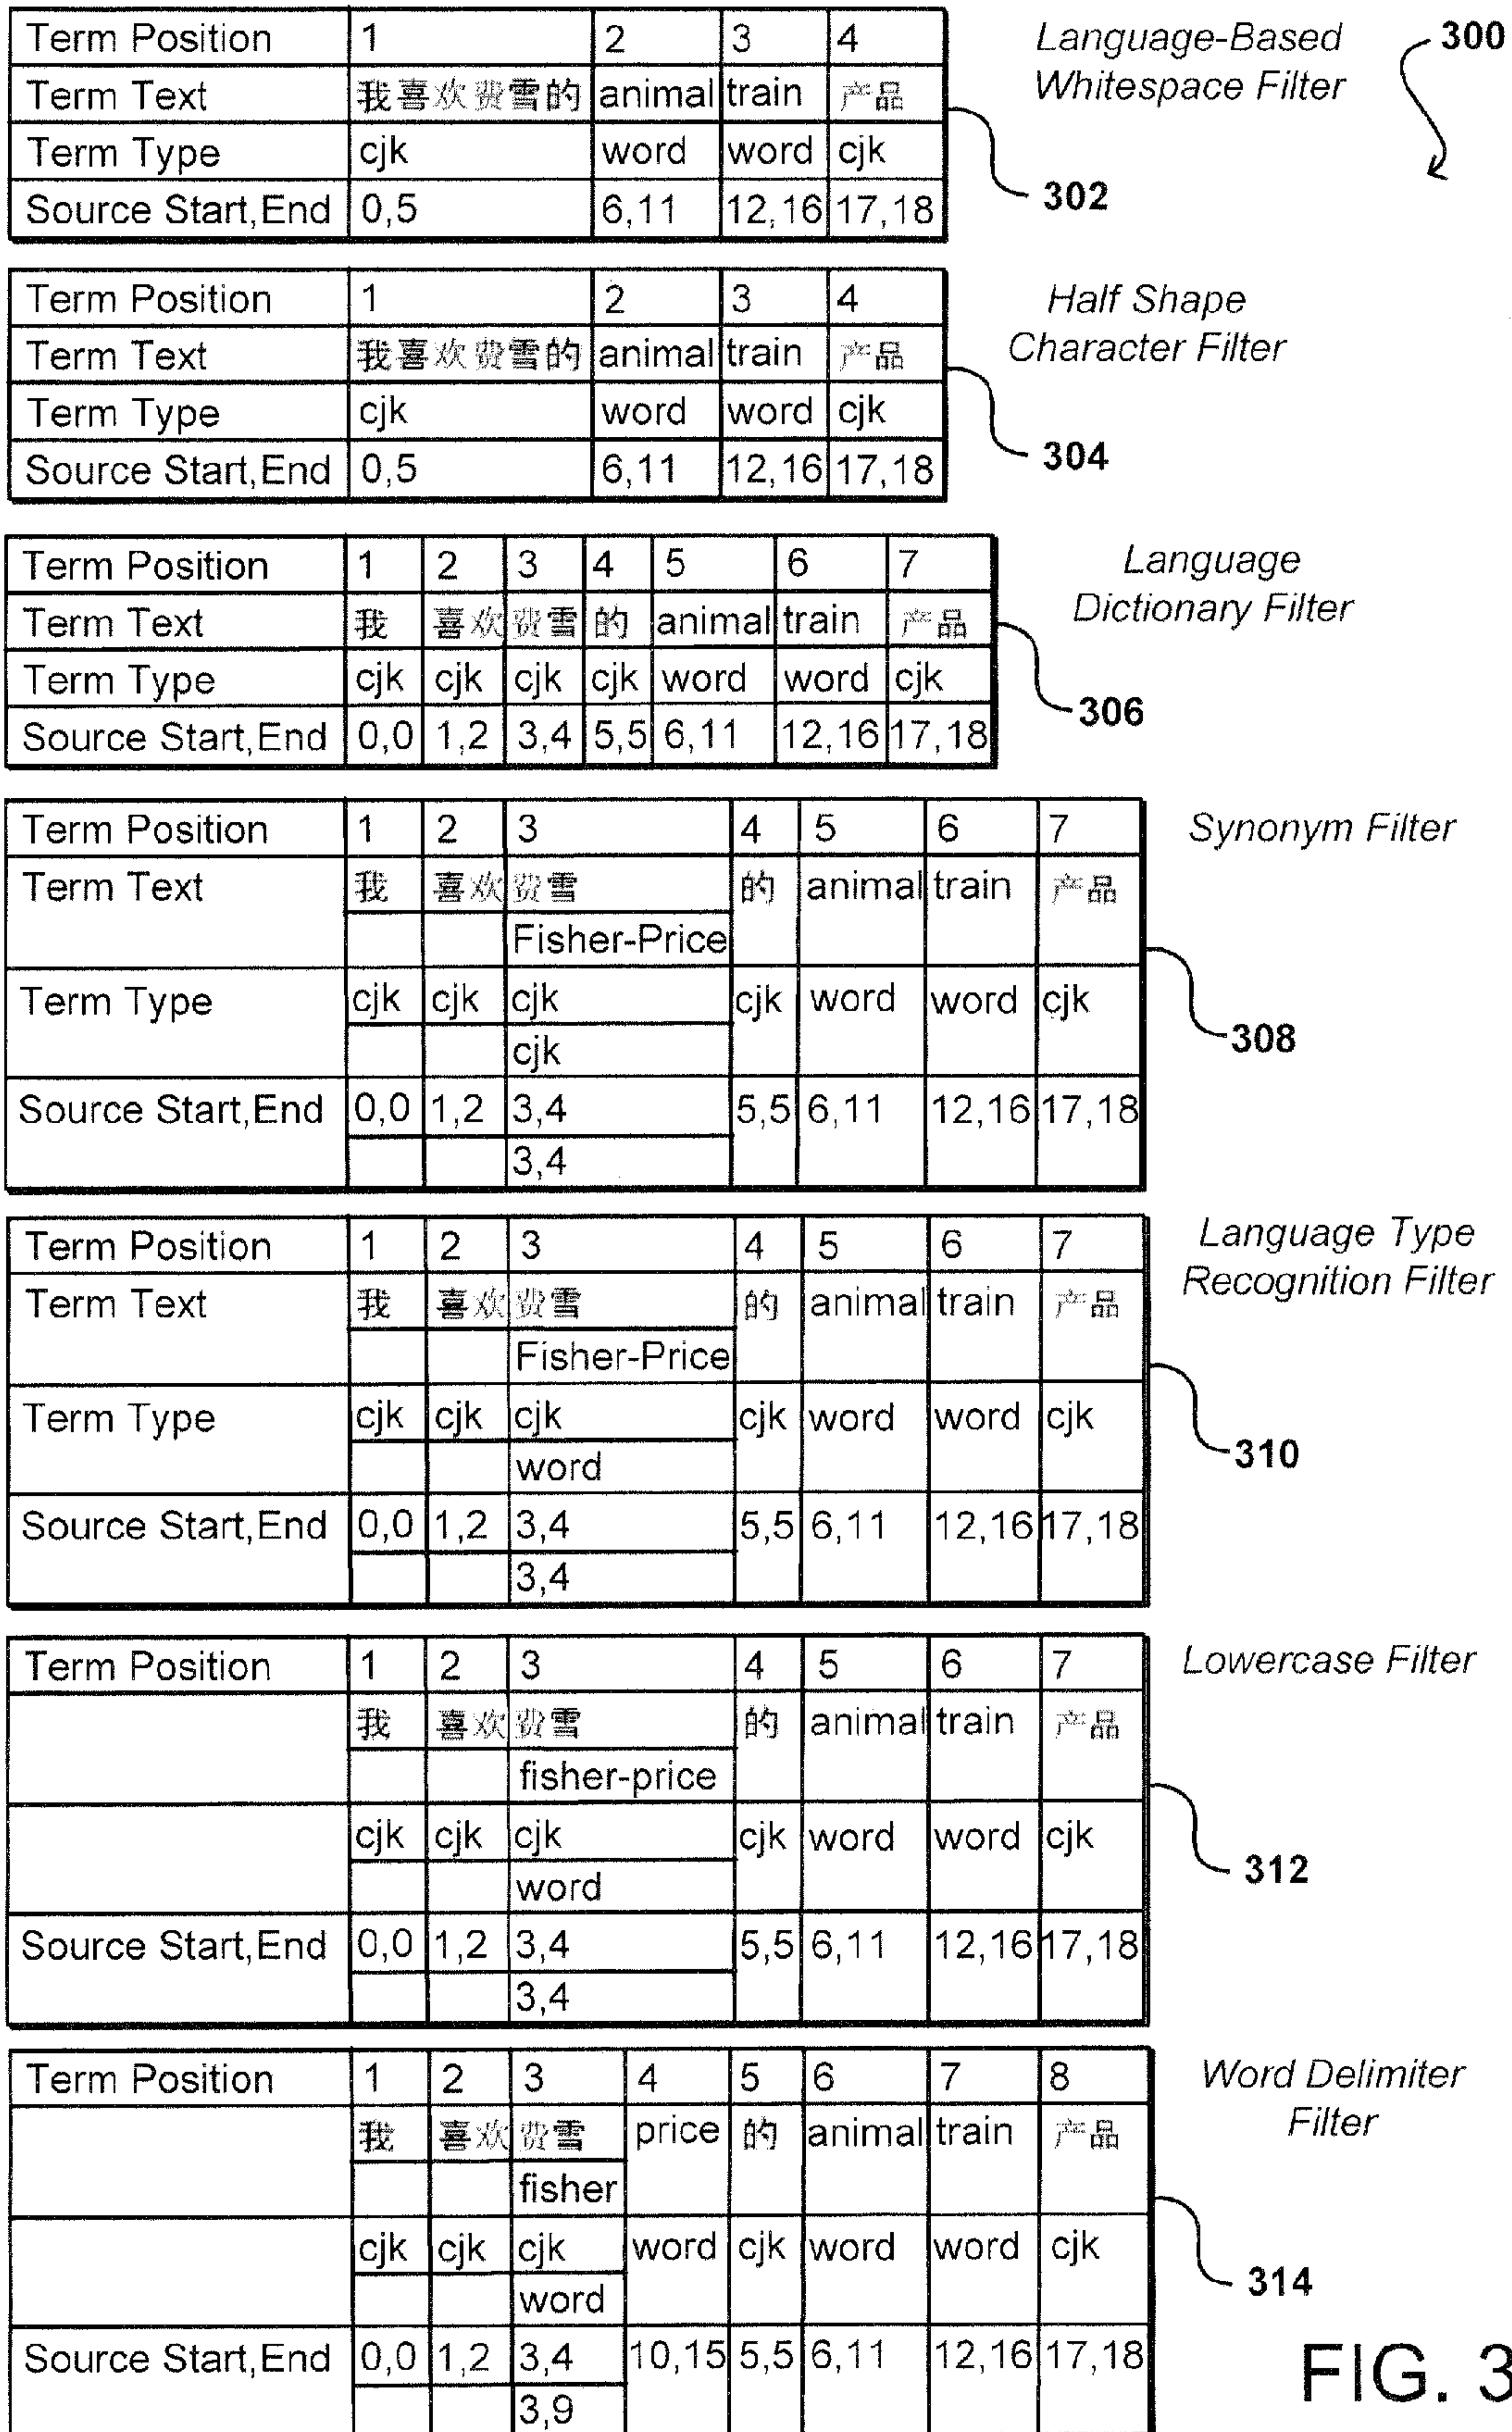 Term Position 1 2 3 4 Language-Based 300
Term Text 我喜欢费雪的 animal train 产品 Whitespace Filter
Term Type cjk word word cjk
Source Start,End 0,5 6,11 12,16 17,18 302
Term Position 1 2 3 4 Half Shape
Term Text 我喜欢费雪的 animal train 产品 Character Filter
Term Type cjk word word cjk
Source Start,End 0,5 6,11 12,16 17,18 304
Term Position 1 2 3 4 5 6 7 Language
Term Text 我 喜欢 费雪 的 animal train 产品 Dictionary Filter
Term Type cjk cjk cjk cjk word word cjk
Source Start,End 0,0 1,2 3,4 5,5 6,11 12,16 17,18 306
Term Position 1 2 3 4 5 6 7 Synonym Filter
Term Text 我 喜欢 费雪 的 animal train 产品
Fisher-Price
Term Type cjk cjk cjk cjk word word cjk
cjk 308
Source Start,End 0,0 1,2 3,4 5,5 6,11 12,16 17,18
3,4
Term Position 1 2 3 4 5 6 7 Language Type
Term Text 我 喜欢 费雪 的 animal train 产品 Recognition Filter
Fisher-Price
Term Type cjk cjk cjk cjk word word cjk
word 310
Source Start,End 0,0 1,2 3,4 5,5 6,11 12,16 17,18
3,4
Term Position 1 2 3 4 5 6 7 Lowercase Filter
我 喜欢 费雪 的 animal train 产品
fisher-price
cjk cjk cjk cjk word word cjk
word 312
Source Start,End 0,0 1,2 3,4 5,5 6,11 12,16 17,18
3,4
Term Position 1 2 3 4 5 6 7 8 Word Delimiter
我 喜欢 费雪 price 的 animal train 产品 Filter
fisher
cjk cjk cjk word cjk word word cjk
word 314
Source Start,End 0,0 1,2 3,4 10,15 5,5 6,11 12,16 17,18
3,9
FIG. 3